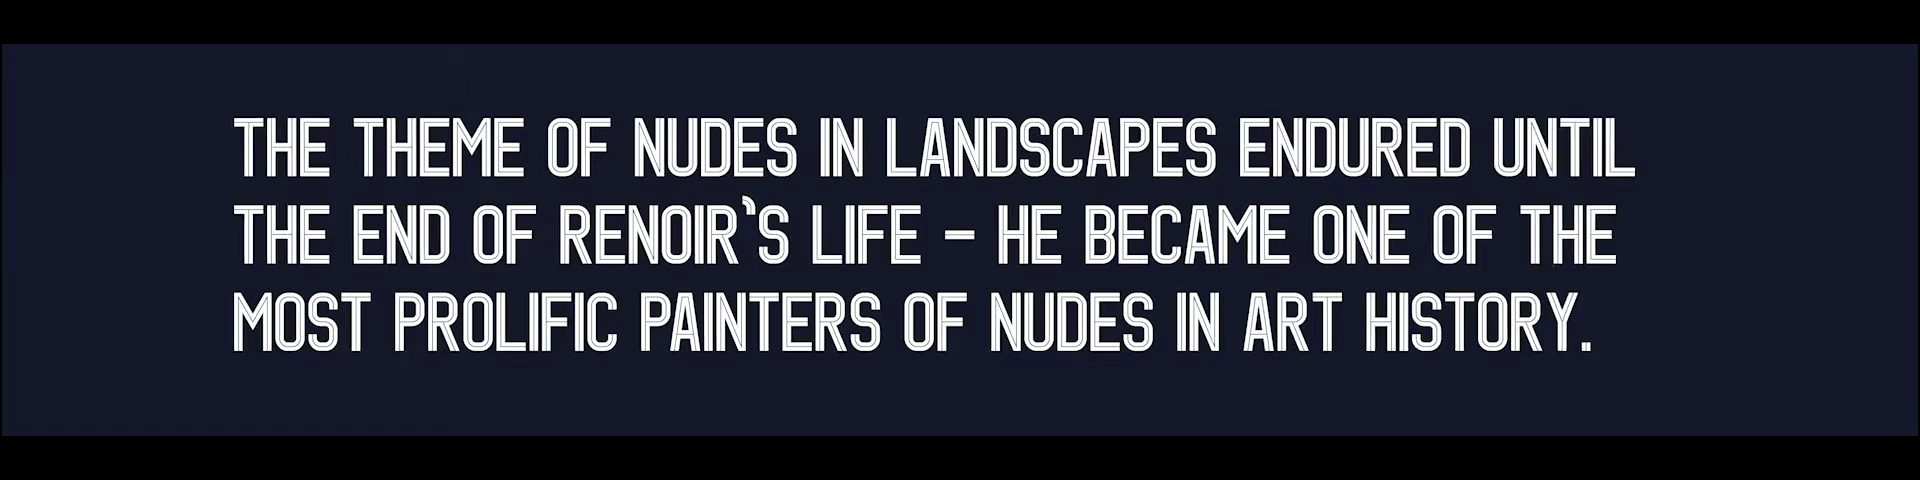 THE THEME OF NUDES IN LANDSCAPES ENDURED UNTIL
THE END OF RENOIR'S LIFE – HE BECAME ONE OF THE
MOST PROLIFIC PAINTERS OF NUDES IN ART HISTORY.